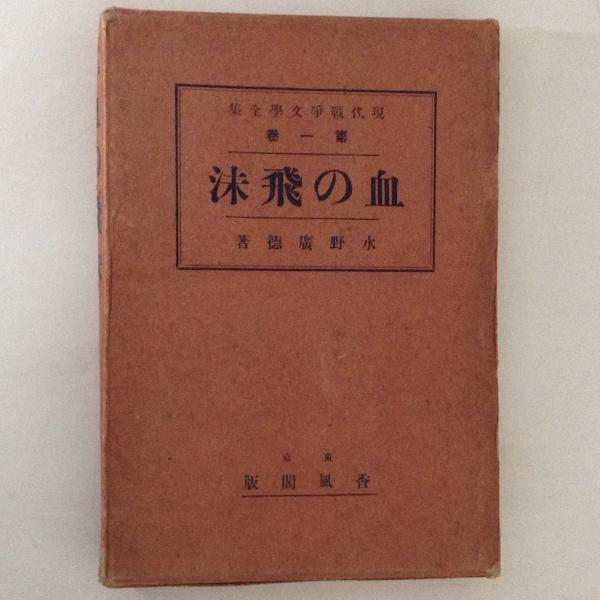 現代戰爭文學全集
第一卷
血の飛沫
水野廣德著
東京
香風閣版